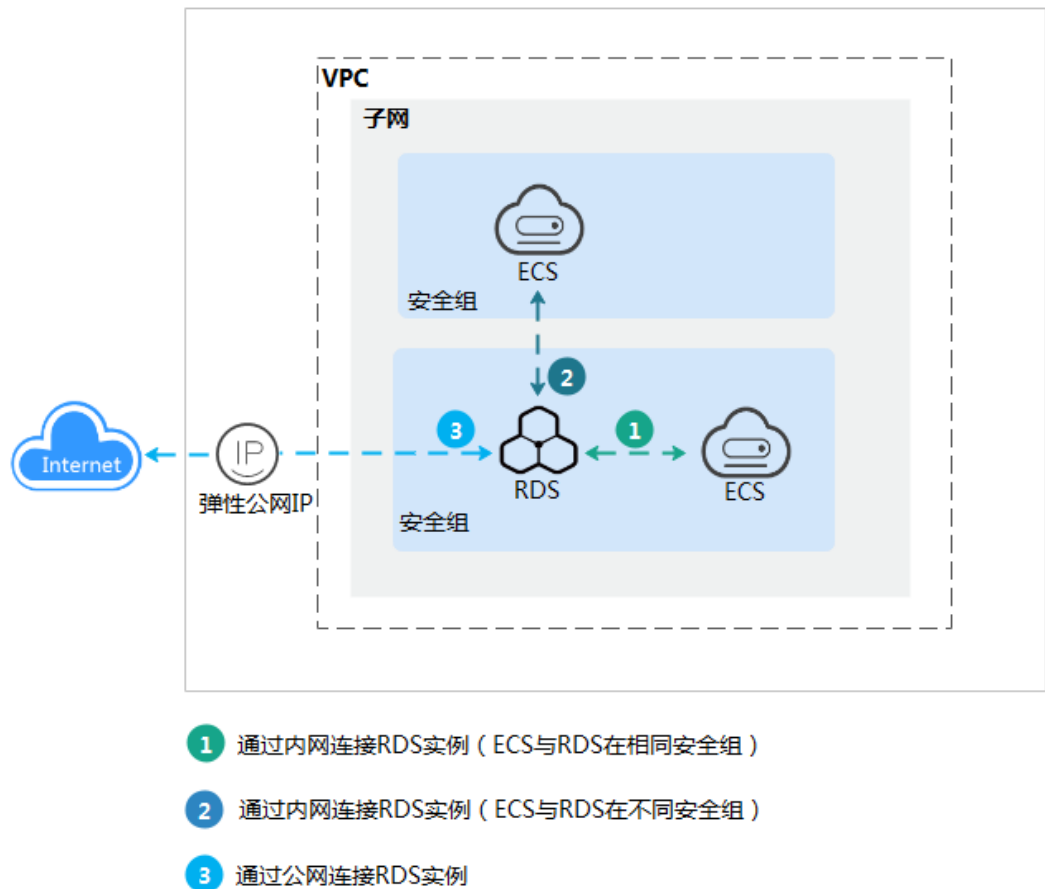 VPC
子网
ECS
安全组
2
3
1
Internet
IP
RDS
ECS
弹性公网IP
安全组
1 通过内网连接RDS实例（ECS与RDS在相同安全组）
2 通过内网连接RDS实例（ECS与RDS在不同安全组）
3 通过公网连接RDS实例